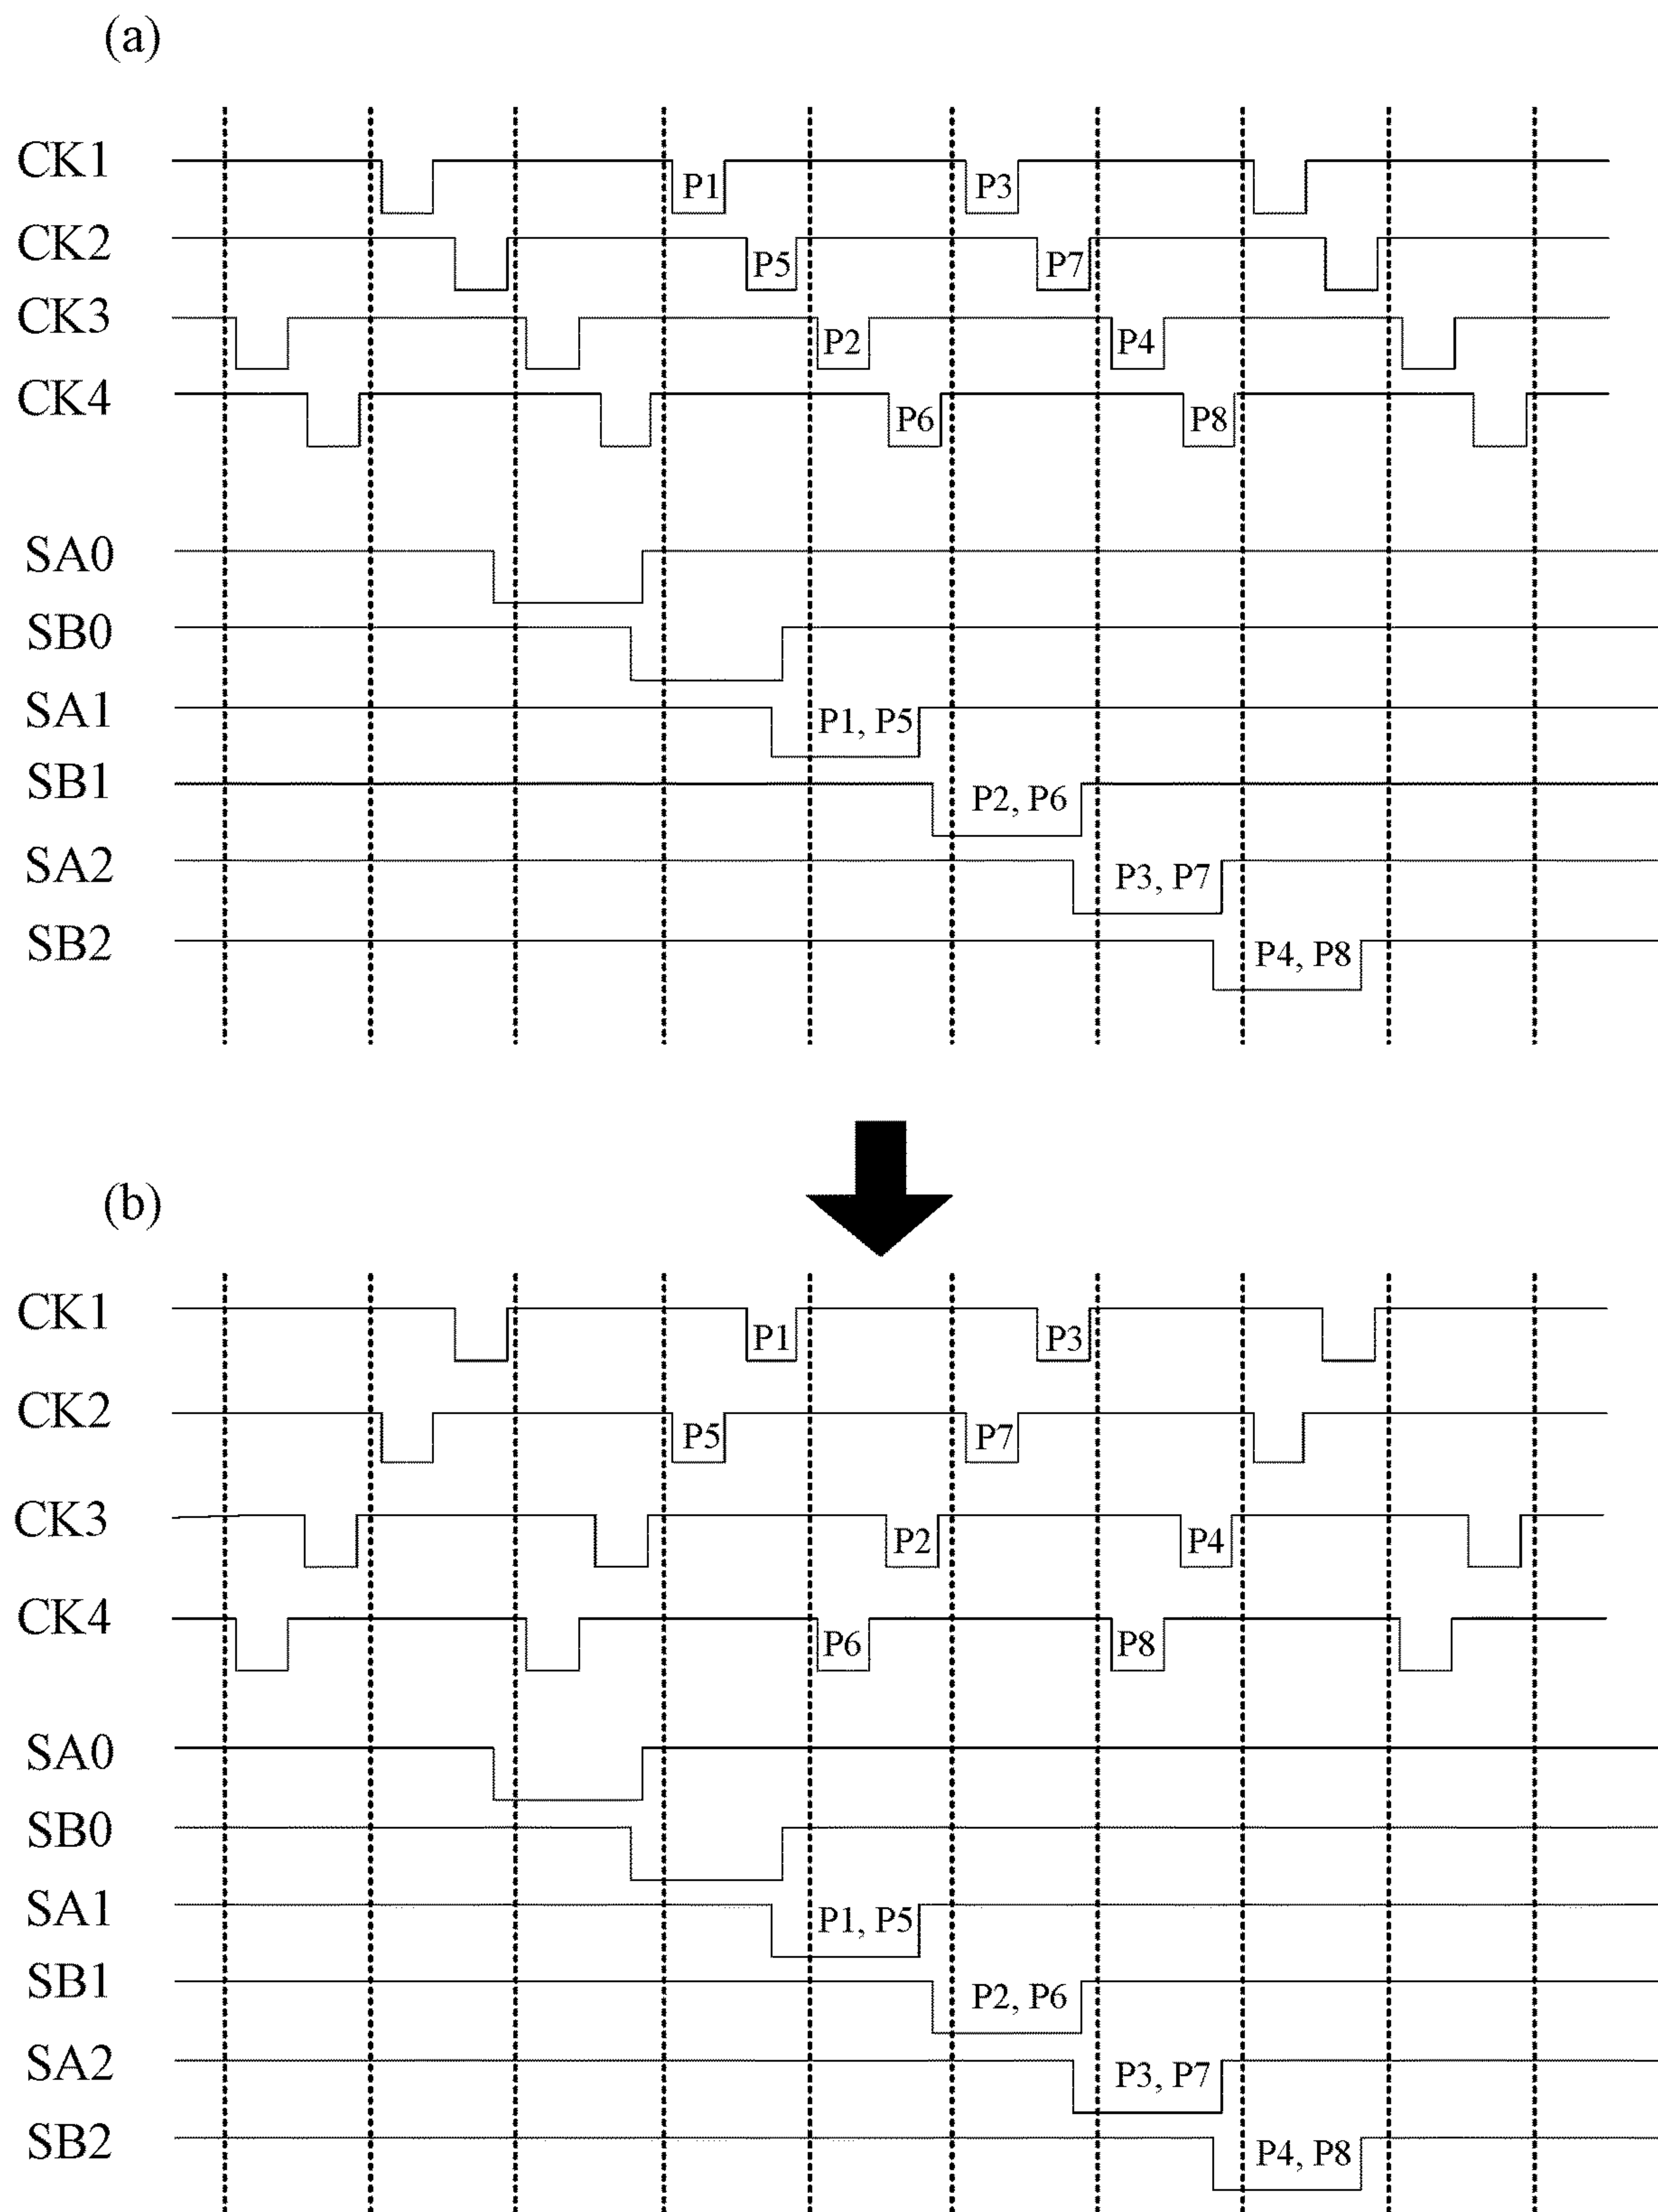 (a)
CK1 P1 P3
CK2 P5 P7
CK3 P2 P4
CK4 P6 P8
SA0
SB0
SA1 P1, P5
SB1 P2, P6
SA2 P3, P7
SB2 P4, P8
(b)
CK1 P1 P3
CK2 P5 P7
CK3 P2 P4
CK4 P6 P8
SA0
SB0
SA1 P1, P5
SB1 P2, P6
SA2 P3, P7
SB2 P4, P8